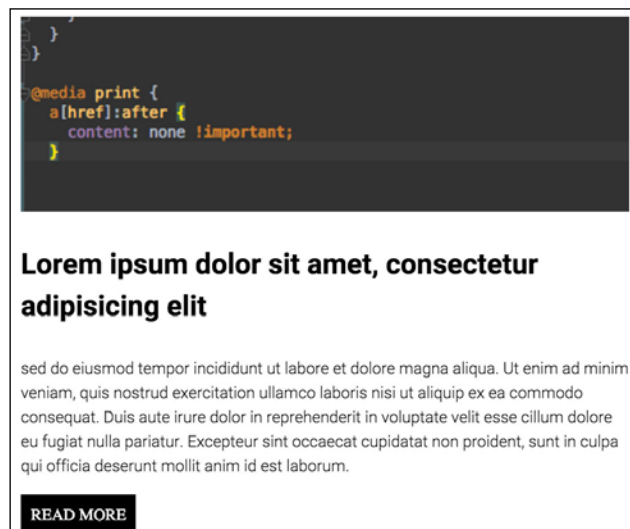 }
}
@media print {
a[href]:after {
content: none !important;
}
Lorem ipsum dolor sit amet, consectetur
adipisicing elit
sed do eiusmod tempor incididunt ut labore et dolore magna aliqua. Ut enim ad minim
veniam, quis nostrud exercitation ullamco laboris nisi ut aliquip ex ea commodo
consequat. Duis aute irure dolor in reprehenderit in voluptate velit esse cillum dolore
eu fugiat nulla pariatur. Excepteur sint occaecat cupidatat non proident, sunt in culpa
qui officia deserunt mollit anim id est laborum.
READ MORE